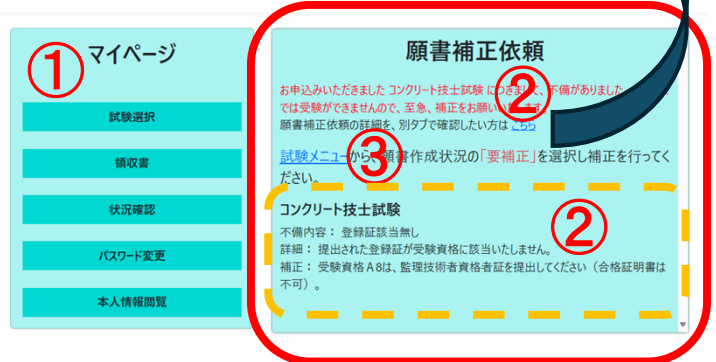 ①
マイページ
試験選択
領収書
状況確認
パスワード変更
本人情報閲覧
願書補正依頼
②
お申込みいただきました コンクリート技士試験 につきまして、不備がありました
では受験ができませんので、至急、補正をお願いいたします
願書補正依頼の詳細を、別タブで確認したい方は こちら
③
試験メニューから、願書作成状況の「要補正」を選択し補正を行ってく
ださい。
コンクリート技士試験
②
不備内容： 登録証該当無し
詳細： 提出された登録証が受験資格に該当いたしません。
補正： 受験資格Ａ8は、監理技術者資格者証を提出してください（合格証明書は
不可）。